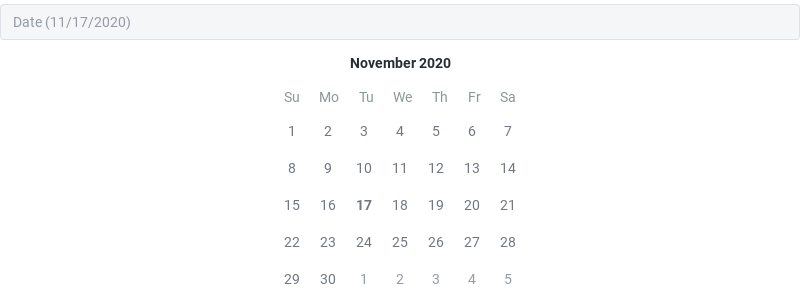 Date (11/17/2020)
November 2020
Su Mo Tu We Th Fr Sa
1 2 3 4 5 6 7
8 9 10 11 12 13 14
15 16 17 18 19 20 21
22 23 24 25 26 27 28
29 30 1 2 3 4 5